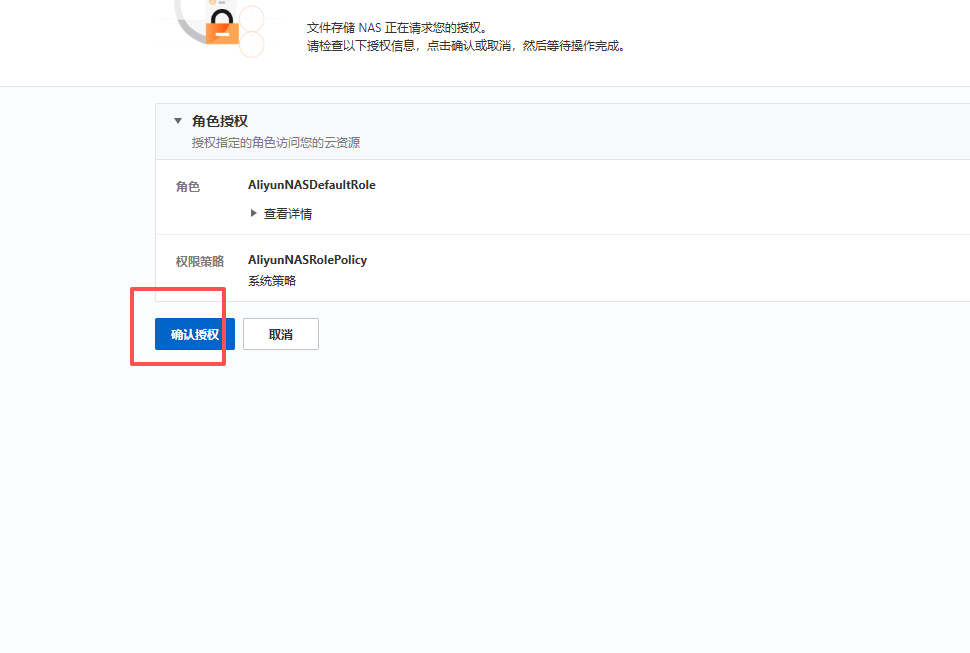 文件存储 NAS 正在请求您的授权。
请检查以下授权信息，点击确认或取消，然后等待操作完成。
角色授权
授权指定的角色访问您的云资源
角色
AliyunNASDefaultRole
查看详情
权限策略
AliyunNASRolePolicy
系统策略
确认授权
取消